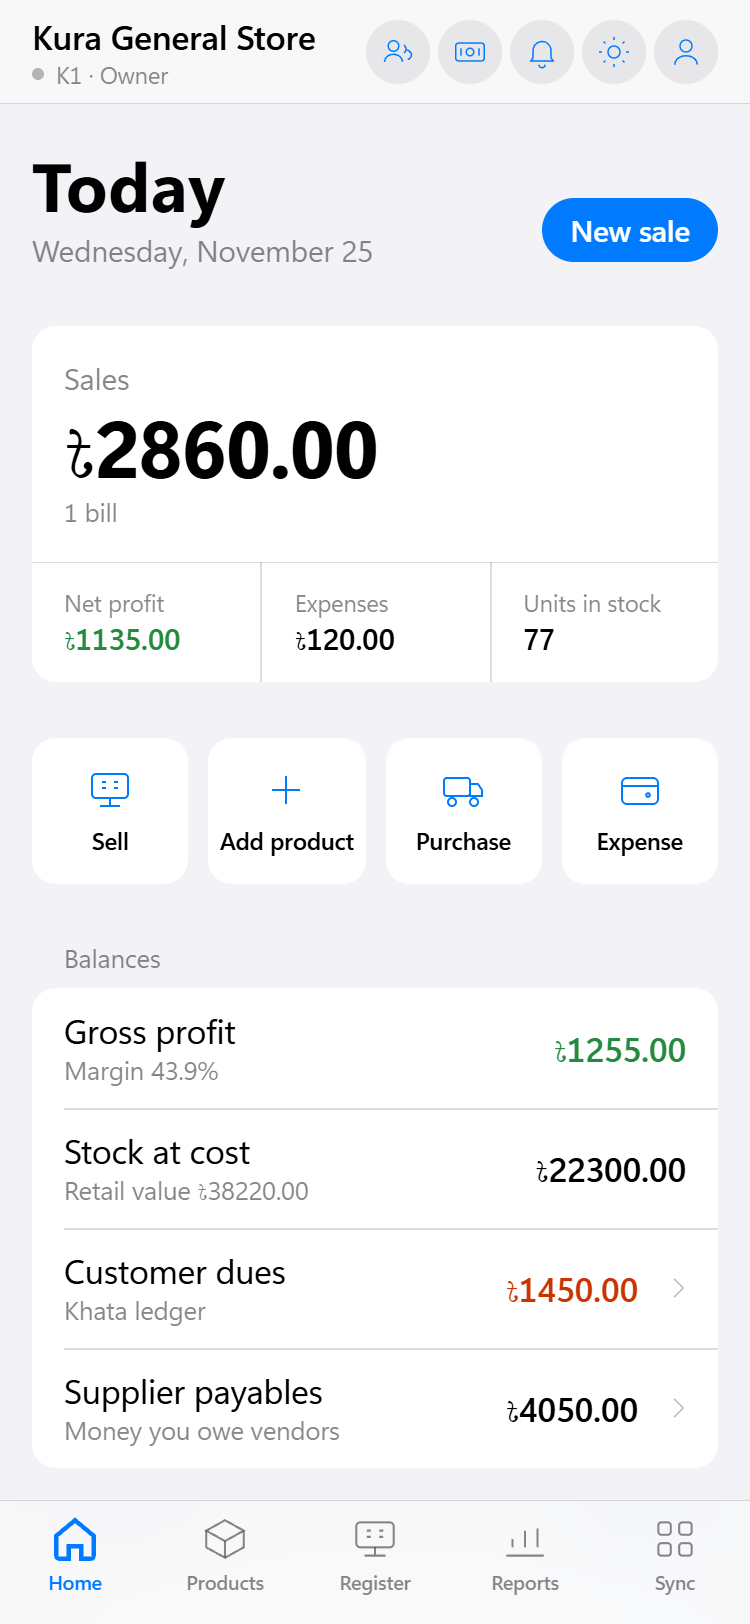 Kura General Store
K1 · Owner
Today
Wednesday, November 25
New sale
Sales
৳2860.00
1 bill
Net profit
৳1135.00
Expenses
৳120.00
Units in stock
77
Sell
Add product
Purchase
Expense
Balances
Gross profit
Margin 43.9%
৳1255.00
Stock at cost
Retail value ৳38220.00
৳22300.00
Customer dues
Khata ledger
৳1450.00
Supplier payables
Money you owe vendors
৳4050.00
Home
Products
Register
Reports
Sync